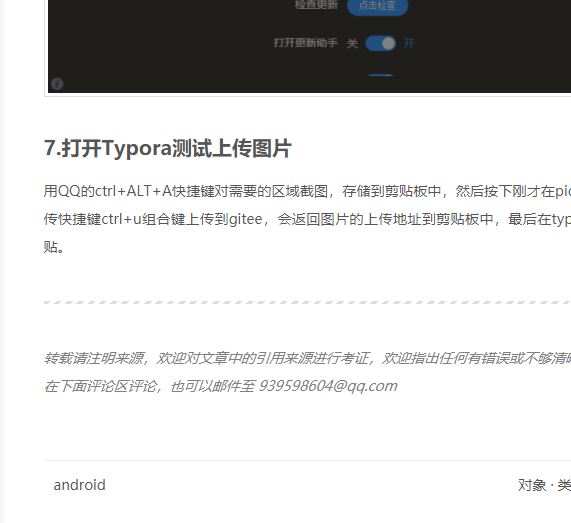 检查更新 点击检查
打开更新助手 关 开
7.打开Typora测试上传图片
用QQ的ctrl+ALT+A快捷键对需要的区域截图，存储到剪贴板中，然后按下刚才在pic
传快捷键ctrl+u组合键上传到gitee，会返回图片的上传地址到剪贴板中，最后在typ
贴。
转载请注明来源，欢迎对文章中的引用来源进行考证，欢迎指出任何有错误或不够清晰
在下面评论区评论，也可以邮件至 939598604@qq.com
android 对象 · 类